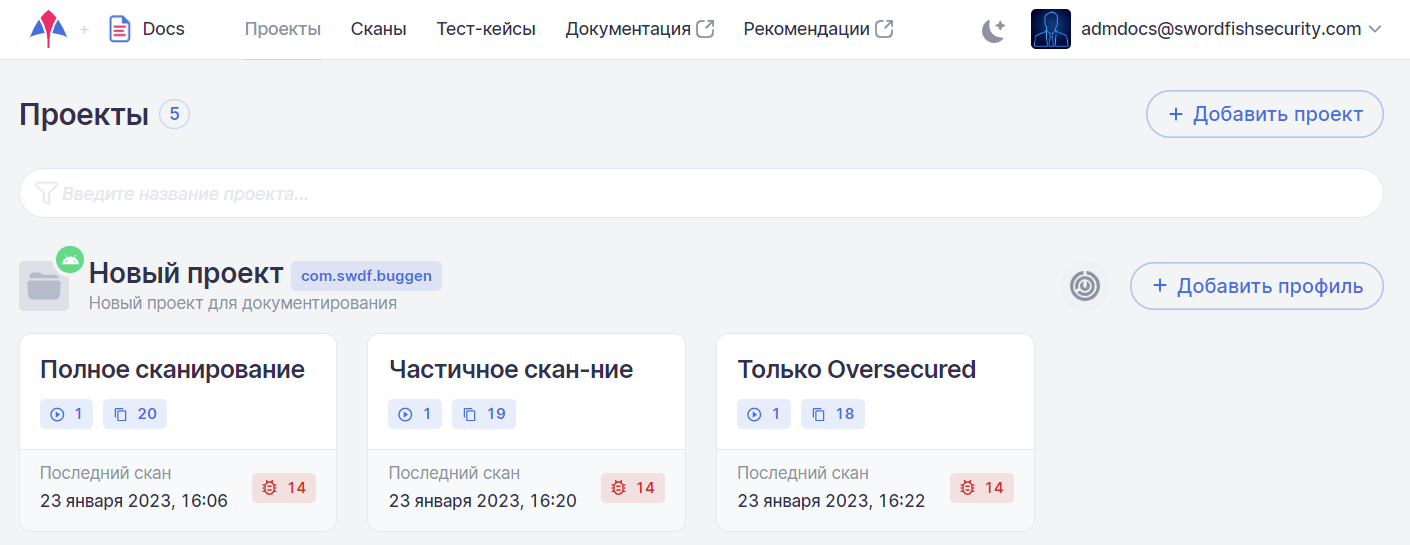 + Docs Проекты Сканы Тест-кейсы Документация Рекомендации admdocs@swordfishsecurity.com
Проекты 5 + Добавить проект
Введите название проекта...
Новый проект com.swdf.buggen + Добавить профиль
Новый проект для документирования
Полное сканирование Частичное скан-ние Только Oversecured
1 20 1 19 1 18
Последний скан 14 Последний скан 14 Последний скан 14
23 января 2023, 16:06 23 января 2023, 16:20 23 января 2023, 16:22